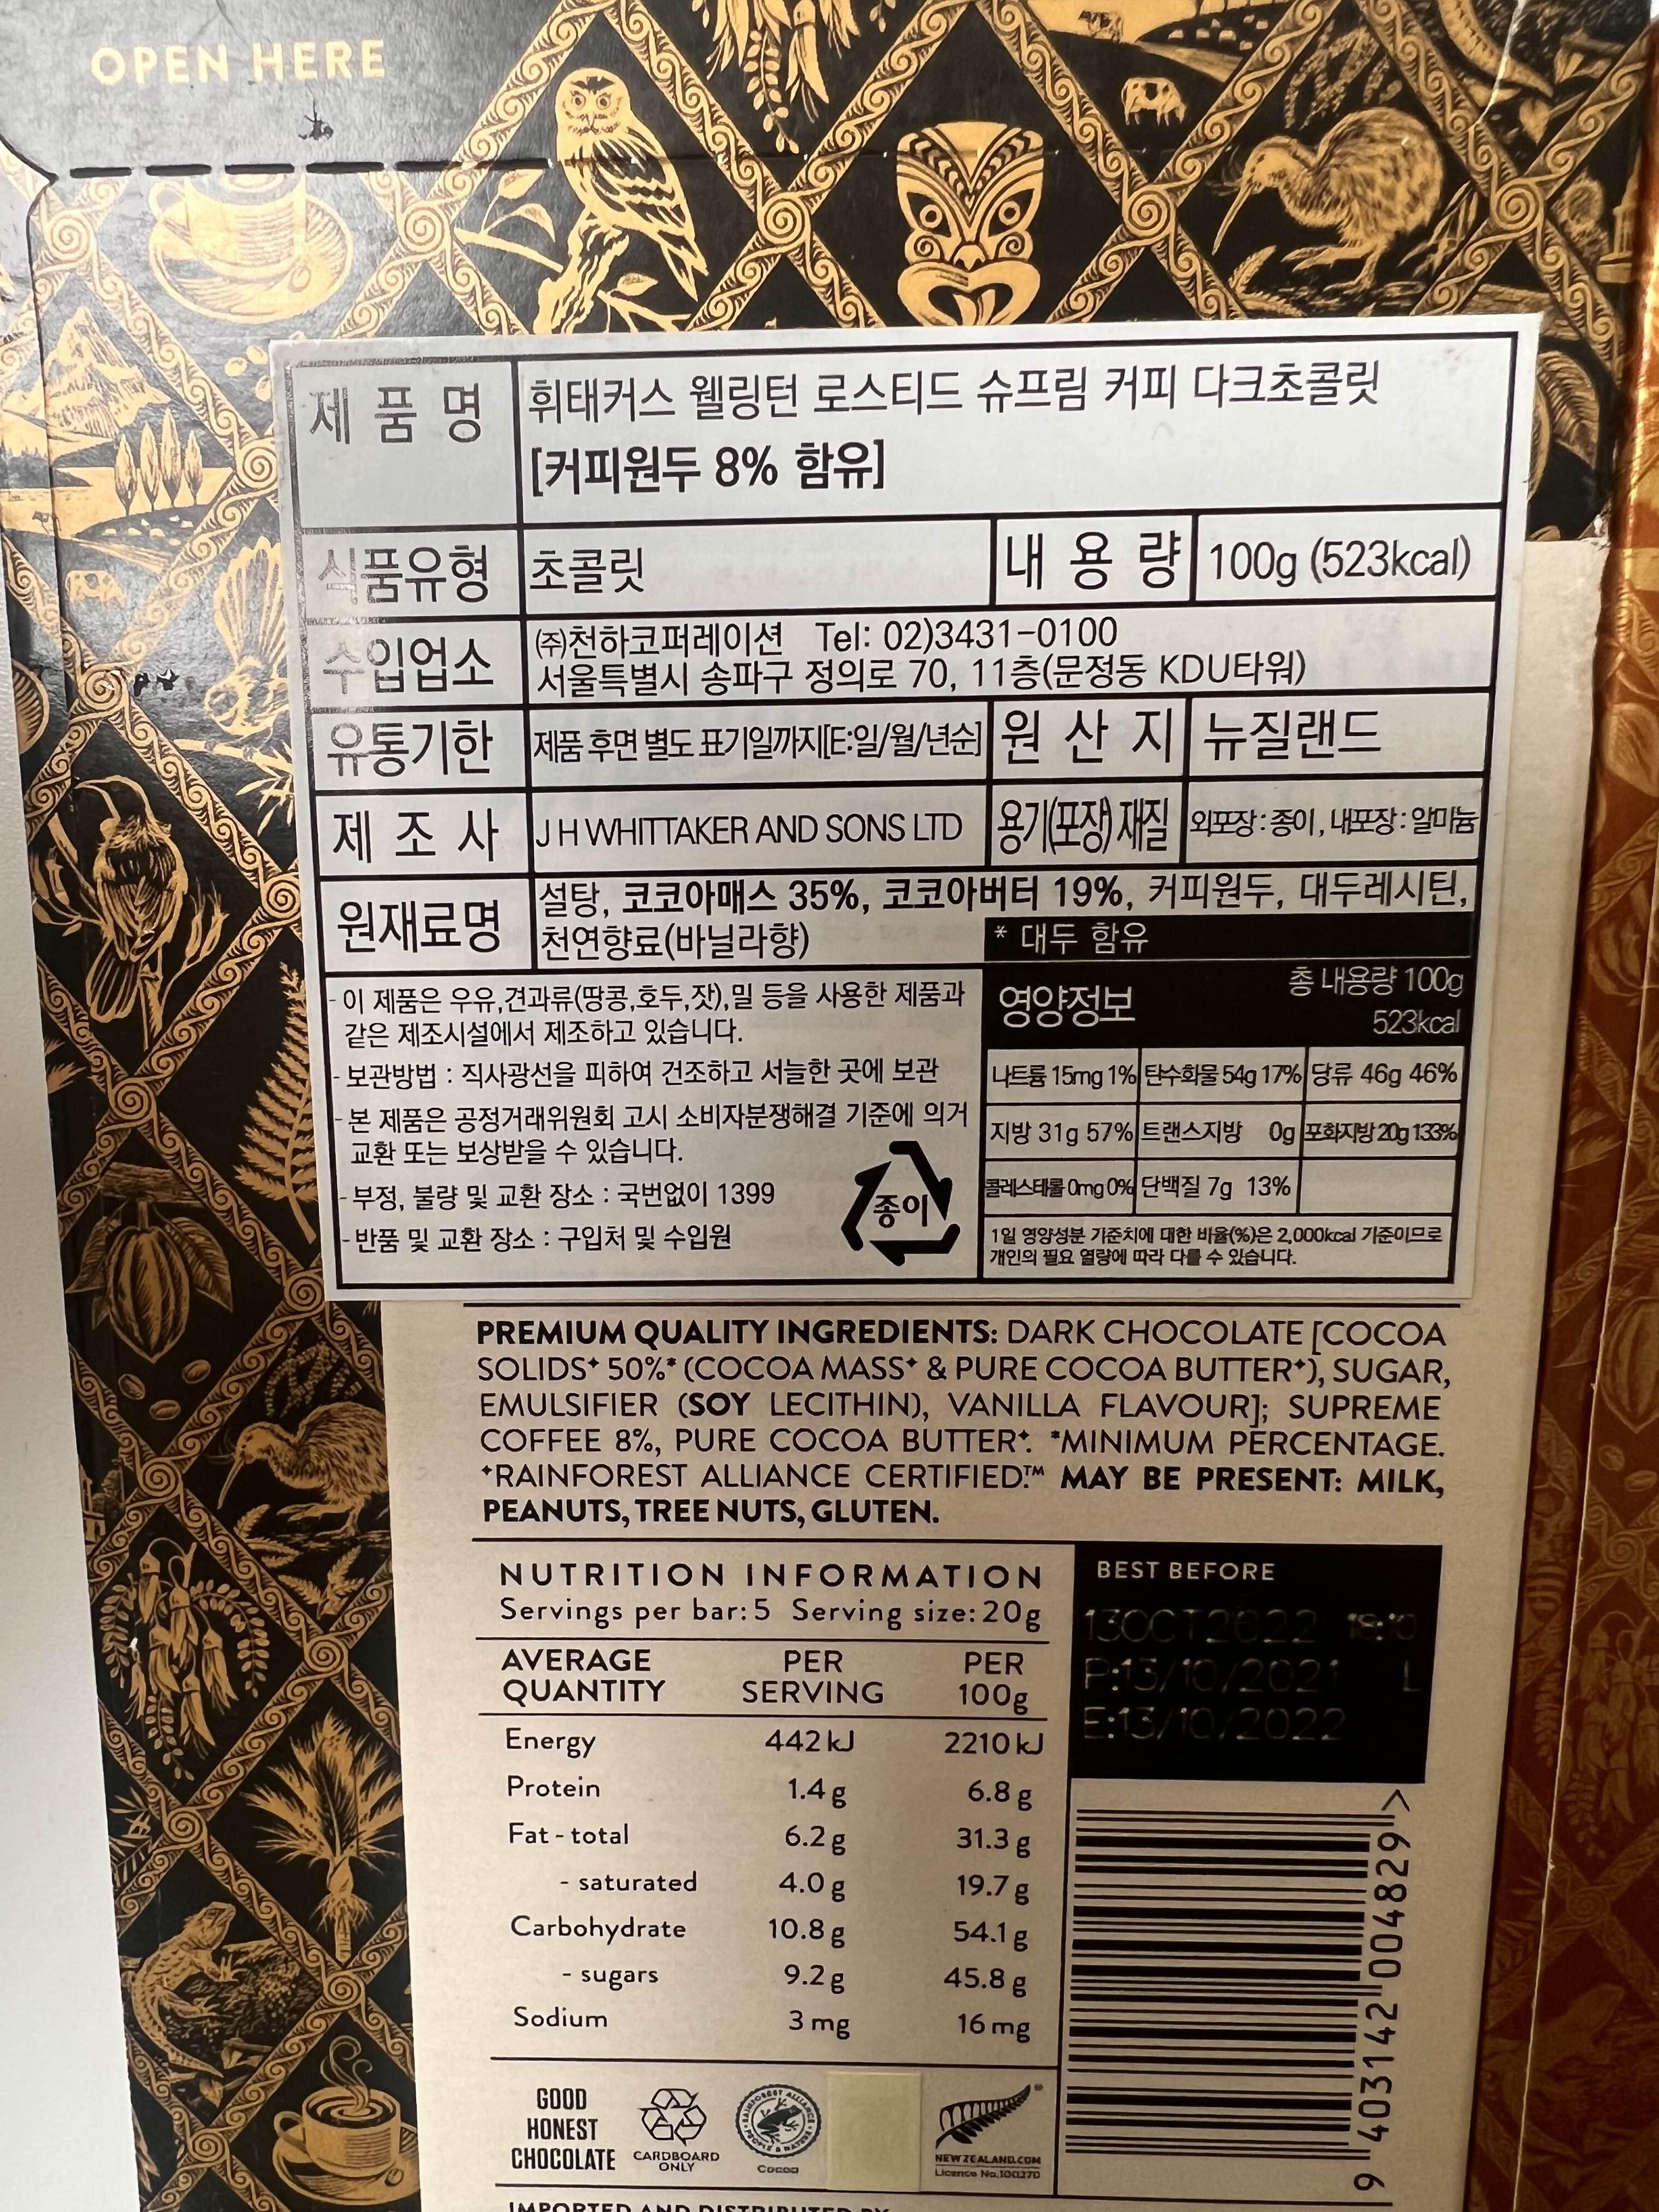 OPEN HERE
제 품 명
휘태커스 웰링턴 로스티드 슈프림 커피 다크초콜릿
[커피원두 8% 함유]
식품유형
초콜릿
내 용 량
100g (523kcal)
수입업소
㈜천하코퍼레이션 Tel: 02)3431-0100
서울특별시 송파구 정의로 70, 11층(문정동 KDU타워)
유통기한
제품 후면 별도 표기일까지[E:일/월/년순]
원 산 지
뉴질랜드
제 조 사
J H WHITTAKER AND SONS LTD
용기(포장) 재질
외포장 : 종이, 내포장 : 알미늄
원재료명
설탕, 코코아매스 35%, 코코아버터 19%, 커피원두, 대두레시틴,
천연향료(바닐라향)
* 대두 함유
- 이 제품은 우유,견과류(땅콩,호두,잣),밀 등을 사용한 제품과
같은 제조시설에서 제조하고 있습니다.
- 보관방법 : 직사광선을 피하여 건조하고 서늘한 곳에 보관
- 본 제품은 공정거래위원회 고시 소비자분쟁해결 기준에 의거
교환 또는 보상받을 수 있습니다.
- 부정, 불량 및 교환 장소 : 국번없이 1399
- 반품 및 교환 장소 : 구입처 및 수입원
종이
영양정보
총 내용량 100g
523kcal
나트륨 15mg 1% 탄수화물 54g 17% 당류 46g 46%
지방 31g 57% 트랜스지방 0g 포화지방 20g 133%
콜레스테롤 0mg 0% 단백질 7g 13%
1일 영양성분 기준치에 대한 비율(%)은 2,000kcal 기준이므로
개인의 필요 열량에 따라 다를 수 있습니다.
PREMIUM QUALITY INGREDIENTS: DARK CHOCOLATE [COCOA
SOLIDS✦ 50%* (COCOA MASS✦ & PURE COCOA BUTTER✦), SUGAR,
EMULSIFIER (SOY LECITHIN), VANILLA FLAVOUR]; SUPREME
COFFEE 8%, PURE COCOA BUTTER✦. *MINIMUM PERCENTAGE.
✦RAINFOREST ALLIANCE CERTIFIED.™ MAY BE PRESENT: MILK,
PEANUTS, TREE NUTS, GLUTEN.
NUTRITION INFORMATION
Servings per bar: 5 Serving size: 20g
AVERAGE QUANTITY PER SERVING PER 100g
Energy 442 kJ 2210 kJ
Protein 1.4 g 6.8 g
Fat - total 6.2 g 31.3 g
- saturated 4.0 g 19.7 g
Carbohydrate 10.8 g 54.1 g
- sugars 9.2 g 45.8 g
Sodium 3 mg 16 mg
BEST BEFORE
13OCT2022 18:10
P:13/10/2021 L
E:13/10/2022
9 403142 004829 >
GOOD
HONEST
CHOCOLATE
CARDBOARD
ONLY
RAINFOREST ALLIANCE
PEOPLE & NATURE
Cocoa
NEWZEALAND.COM
Licence No.100270
IMPORTED AND DISTRIBUTED BY